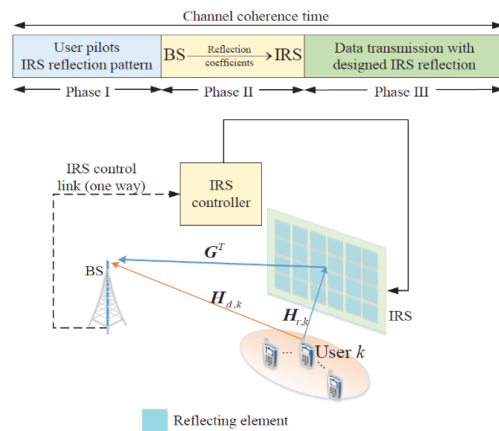 Channel coherence time
User pilots
IRS reflection pattern
BS Reflection coefficients IRS
Data transmission with
designed IRS reflection
Phase I
Phase II
Phase III
IRS control
link (one way)
IRS
controller
G^T
BS
H_{d,k}
H_{r,k}
IRS
... User k
...
Reflecting element